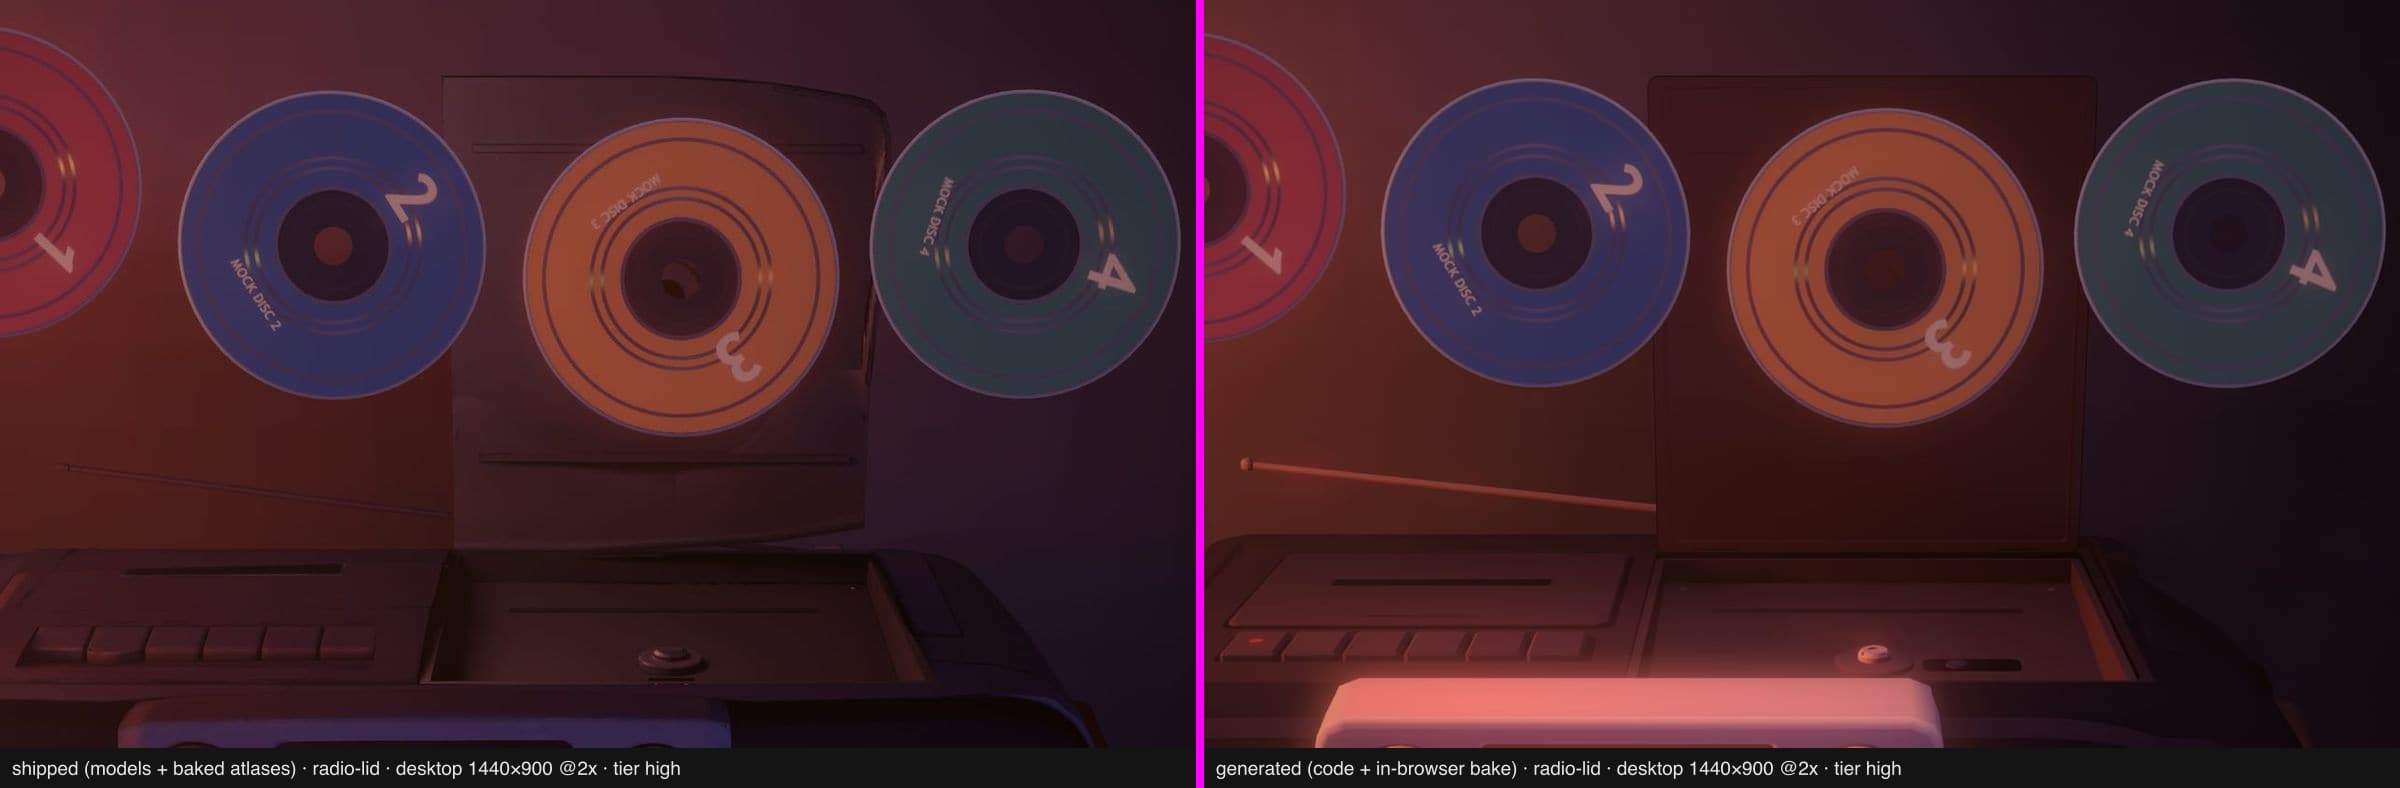 1
2
MOCK DISC 2
MOCK DISC 3
3
MOCK DISC 4
4
1
2
MOCK DISC 2
MOCK DISC 3
3
MOCK DISC 4
4
shipped (models + baked atlases) · radio-lid · desktop 1440×900 @2x · tier high
generated (code + in-browser bake) · radio-lid · desktop 1440×900 @2x · tier high